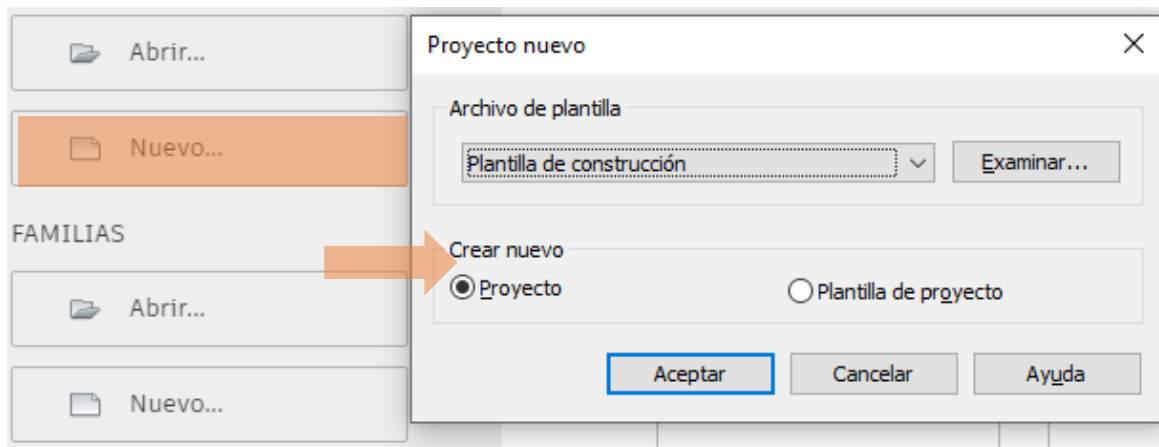 Abrir...
Nuevo...
FAMILIAS
Abrir...
Nuevo...
Proyecto nuevo
Archivo de plantilla
Plantilla de construcción
Examinar...
Crear nuevo
Proyecto
Plantilla de proyecto
Aceptar
Cancelar
Ayuda